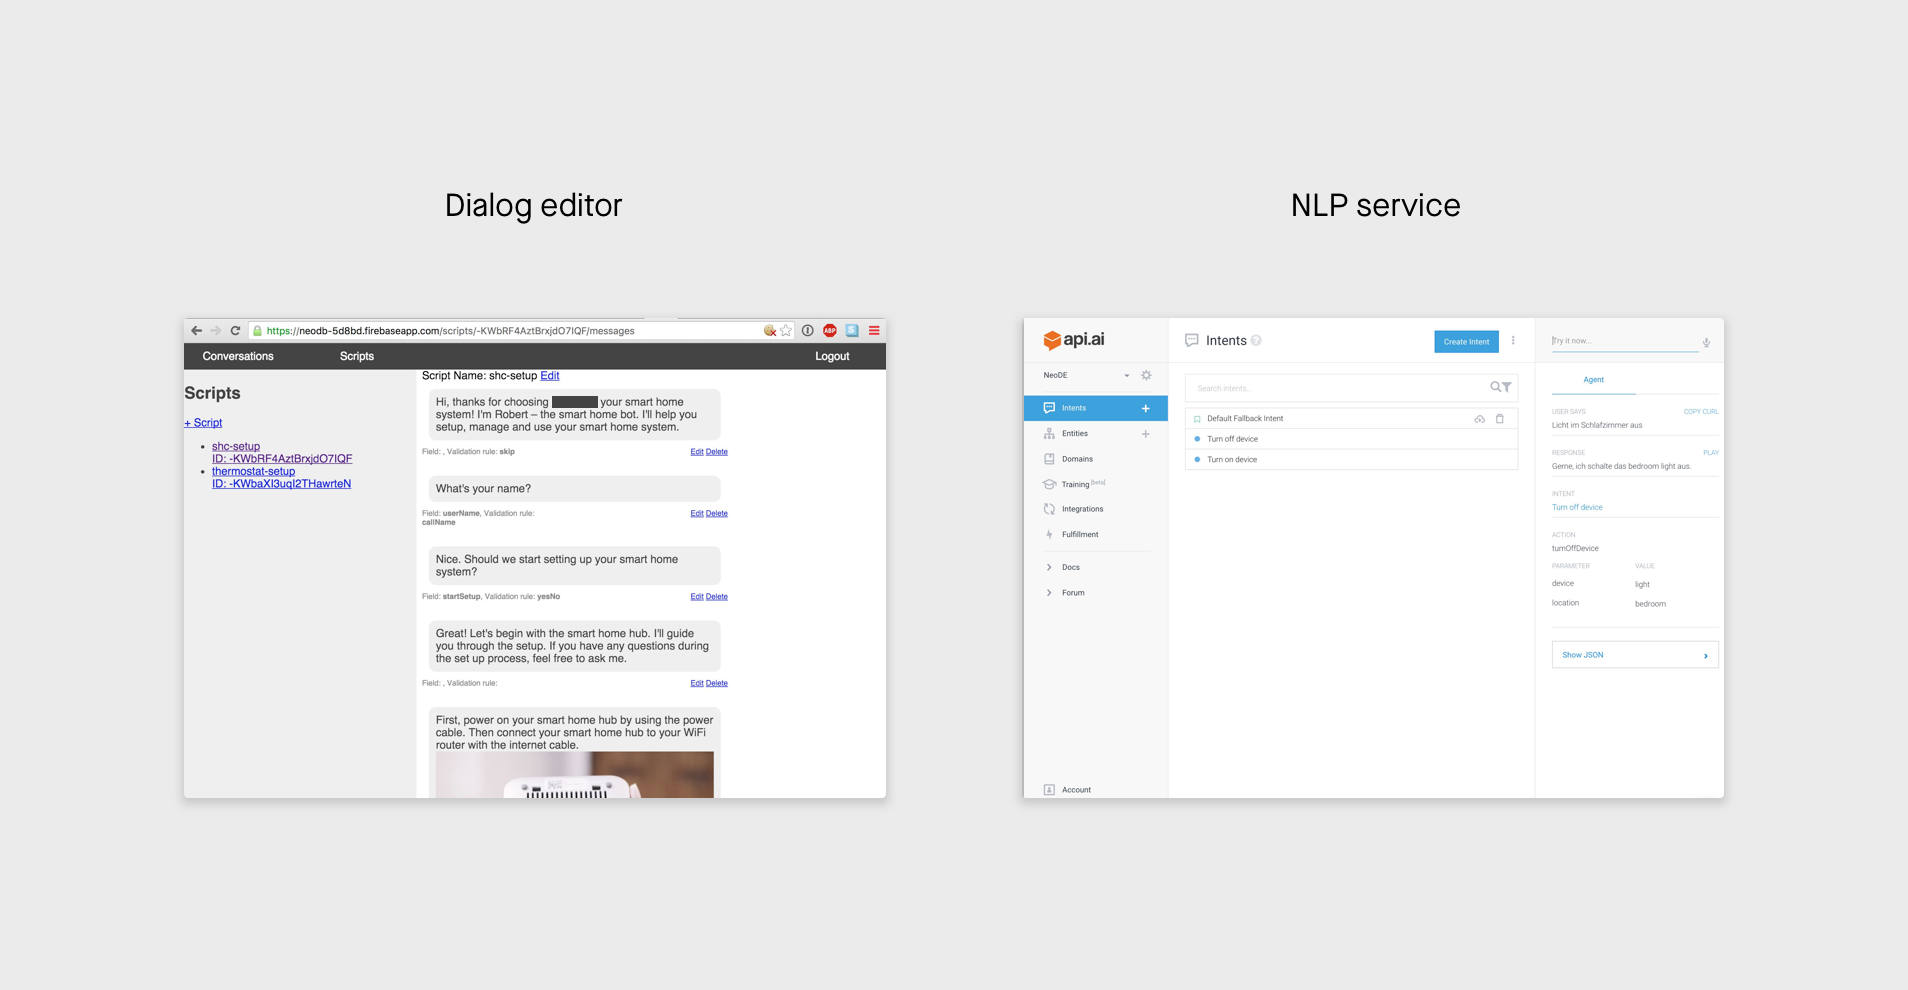 Dialog editor
NLP service
https://neodb-5d8bd.firebaseapp.com/scripts/-KWbRF4AztBrxjdO7IQF/messages
ABP
S
Conversations
Scripts
Logout
Scripts
+ Script
shc-setup
ID: -KWbRF4AztBrxjdO7IQF
thermostat-setup
ID: -KWbaXI3uqI2THawrteN
Script Name: shc-setup Edit
Hi, thanks for choosing your smart home
system! I'm Robert – the smart home bot. I'll help you
setup, manage and use your smart home system.
Field: , Validation rule: skip
Edit Delete
What's your name?
Field: userName, Validation rule:
callName
Edit Delete
Nice. Should we start setting up your smart home
system?
Field: startSetup, Validation rule: yesNo
Edit Delete
Great! Let's begin with the smart home hub. I'll guide
you through the setup. If you have any questions during
the set up process, feel free to ask me.
Field: , Validation rule:
Edit Delete
First, power on your smart home hub by using the power
cable. Then connect your smart home hub to your WiFi
router with the internet cable.
api.ai
NeoDE
Intents
Entities
Domains
Training [beta]
Integrations
Fulfillment
Docs
Forum
Account
Intents
Create Intent
Search intents...
Default Fallback Intent
Turn off device
Turn on device
Try it now...
Agent
USER SAYS
COPY CURL
Licht im Schlafzimmer aus
RESPONSE
PLAY
Gerne, ich schalte das bedroom light aus.
INTENT
Turn off device
ACTION
turnOffDevice
PARAMETER
VALUE
device
light
location
bedroom
Show JSON